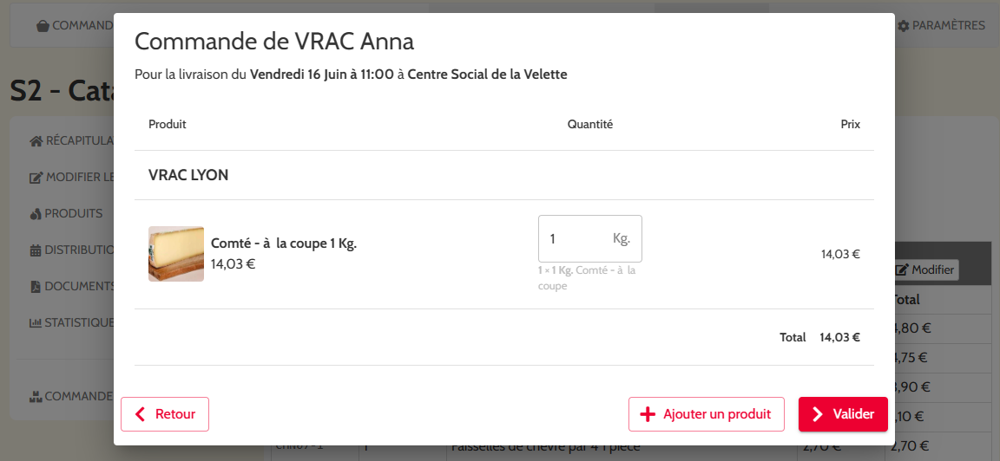 COMMAND
PARAMÈTRES
Commande de VRAC Anna
Pour la livraison du Vendredi 16 Juin à 11:00 à Centre Social de la Velette
S2 - Cata
Produit Quantité Prix
RÉCAPITULA
VRAC LYON
MODIFIER LE
PRODUITS
Comté - à la coupe 1 Kg.
14,03 €
1 Kg.
14,03 €
1 × 1 Kg. Comté - à la
coupe
DISTRIBUTIO
DOCUMENTS
Modifier
Total
STATISTIQUE
4,80 €
Total 14,03 €
4,75 €
3,90 €
COMMANDE
Retour
Ajouter un produit
Valider
,10 €
1
Faisselles de chèvre par 4 1 pièce
2,70 €
2,70 €